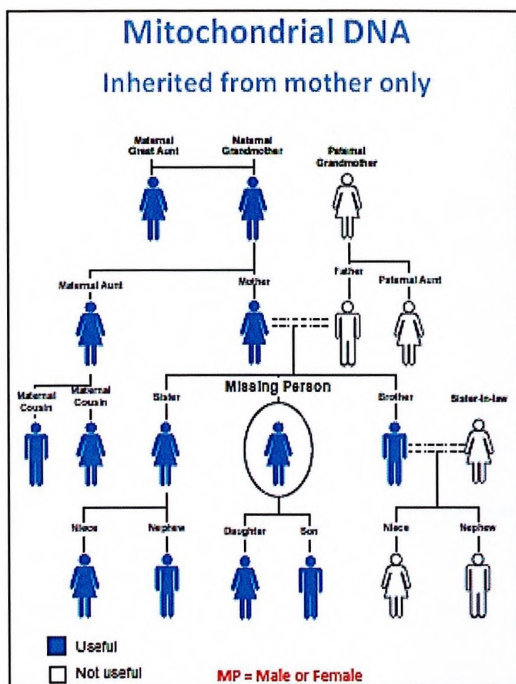 Mitochondrial DNA
Inherited from mother only
Maternal Great Aunt
Maternal Grandmother
Paternal Grandmother
Maternal Aunt
Mother
Father
Paternal Aunt
Maternal Cousin
Maternal Cousin
Sister
Missing Person
Brother
Sister-in-law
Niece
Nephew
Daughter
Son
Niece
Nephew
Useful
Not useful
MP = Male or Female